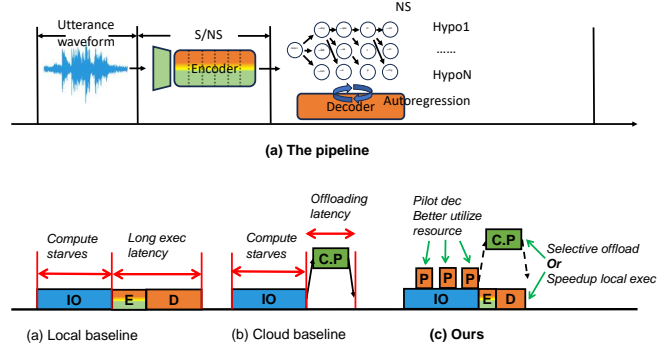 NS
Utterance
waveform
S/NS
Hypo1
......
HypoN
Encoder
Autoregression
Decoder
(a) The pipeline
Offloading
latency
Pilot dec
Better utilize
resource
Compute
starves
Long exec
latency
Compute
starves
C.P
C.P
Selective offload
Or
Speedup local exec
P P P
IO E D
IO
IO E D
(a) Local baseline
(b) Cloud baseline
(c) Ours